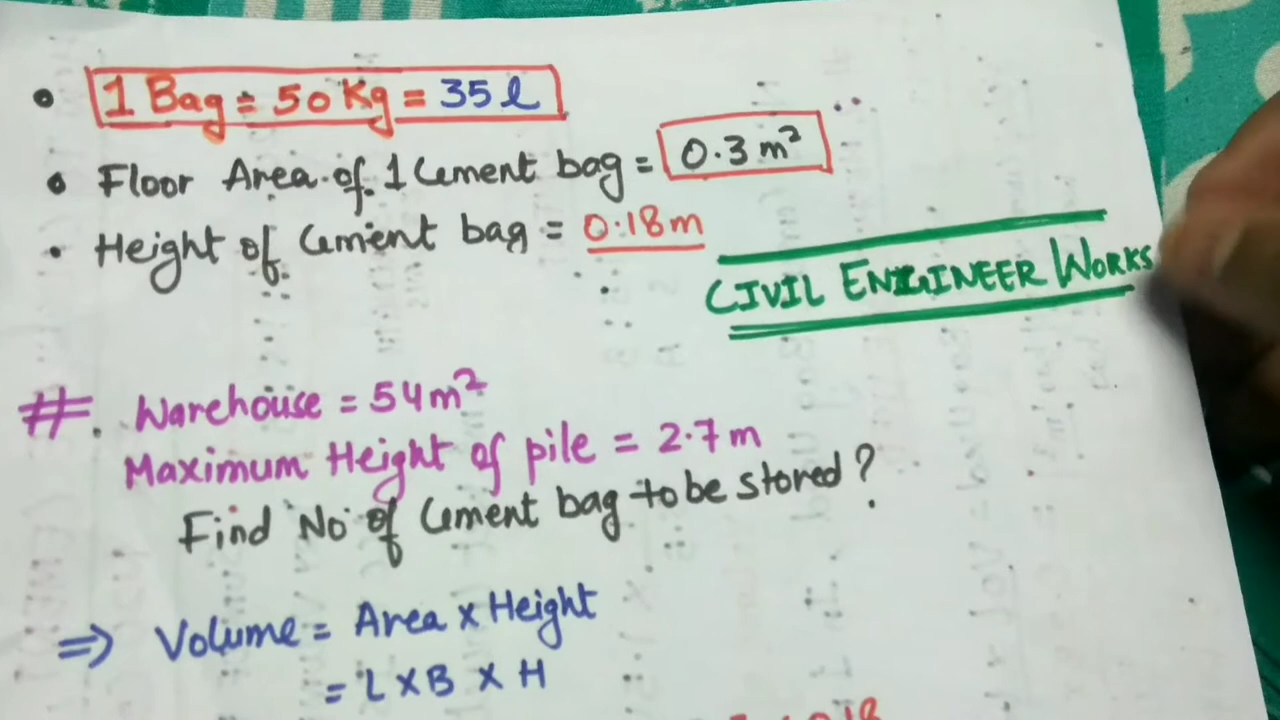 • 1 Bag = 50 Kg = 35 l
• Floor Area of 1 Cement bag = 0.3 m²
• Height of Cement bag = 0.18m
CIVIL ENGINEER WORKS
#. Warehouse = 54m²
Maximum Height of pile = 2.7 m
Find No of Cement bag to be stored ?
⇒ Volume = Area x Height
= L X B X H